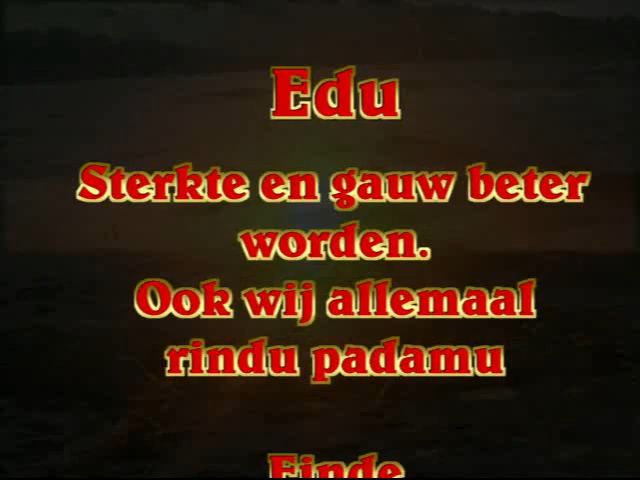 Edu
Sterkte en gauw beter
worden.
Ook wij allemaal
rindu padamu
Einde